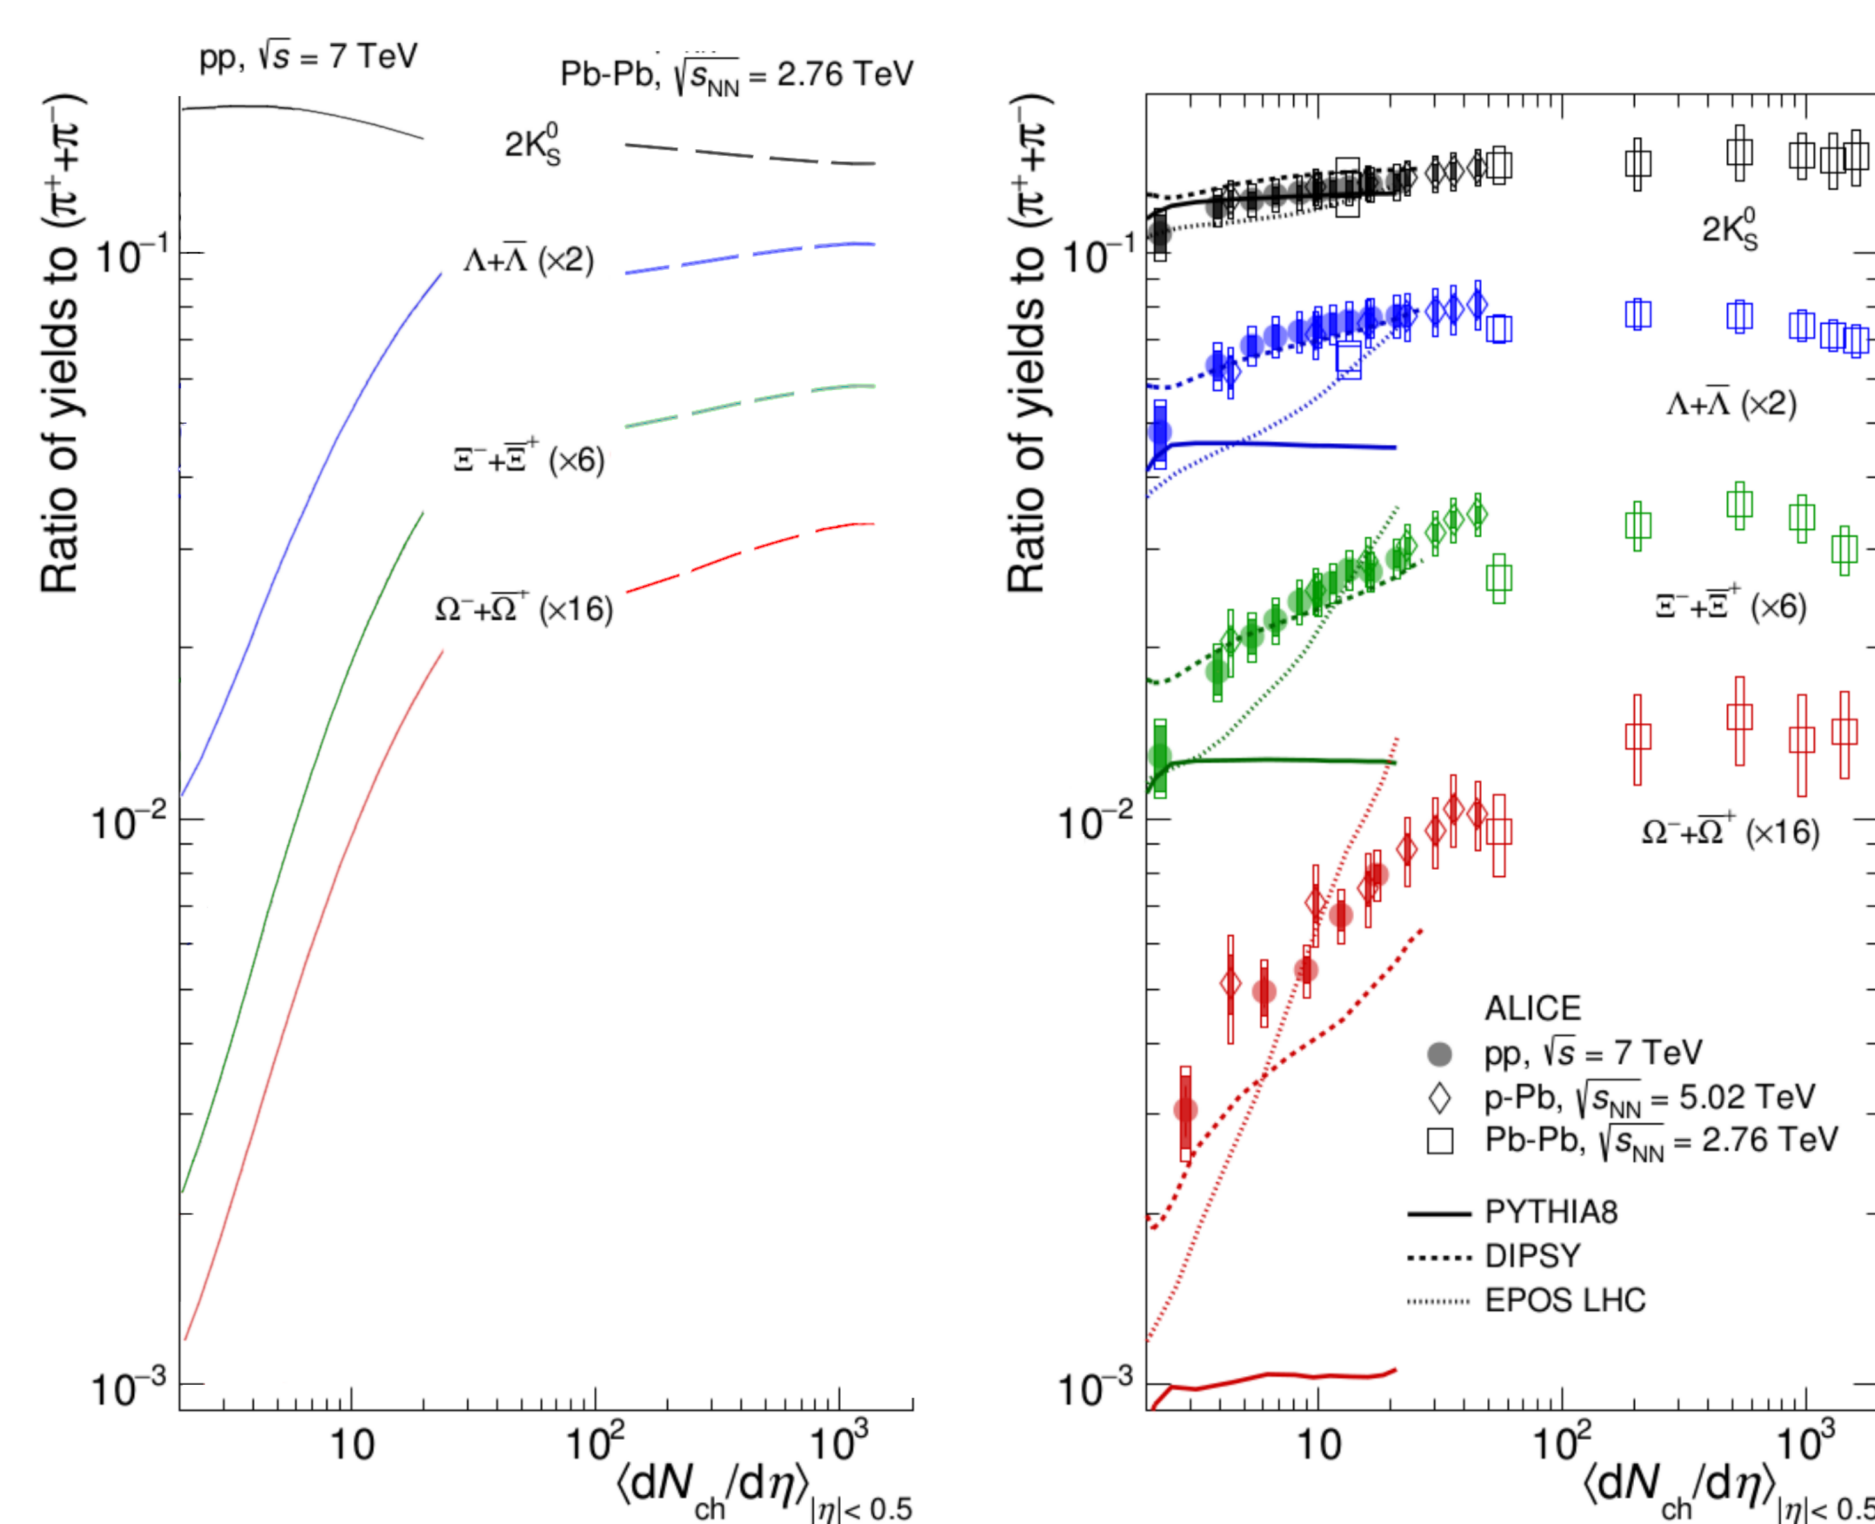 pp, √s = 7 TeV
Pb-Pb, √sNN = 2.76 TeV
Ratio of yields to (π⁺+π⁻)
2K⁰S
10⁻¹
Λ+Λ̅ (×2)
Ξ⁻+Ξ̅⁺ (×6)
Ω⁻+Ω̅⁺ (×16)
10⁻²
10⁻³
10
10²
10³
⟨dNch/dη⟩|η|< 0.5
Ratio of yields to (π⁺+π⁻)
10⁻¹
2K⁰S
Λ+Λ̅ (×2)
Ξ⁻+Ξ̅⁺ (×6)
10⁻²
Ω⁻+Ω̅⁺ (×16)
ALICE
pp, √s = 7 TeV
p-Pb, √sNN = 5.02 TeV
Pb-Pb, √sNN = 2.76 TeV
PYTHIA8
DIPSY
EPOS LHC
10⁻³
10
10²
10³
⟨dNch/dη⟩|η|< 0.5